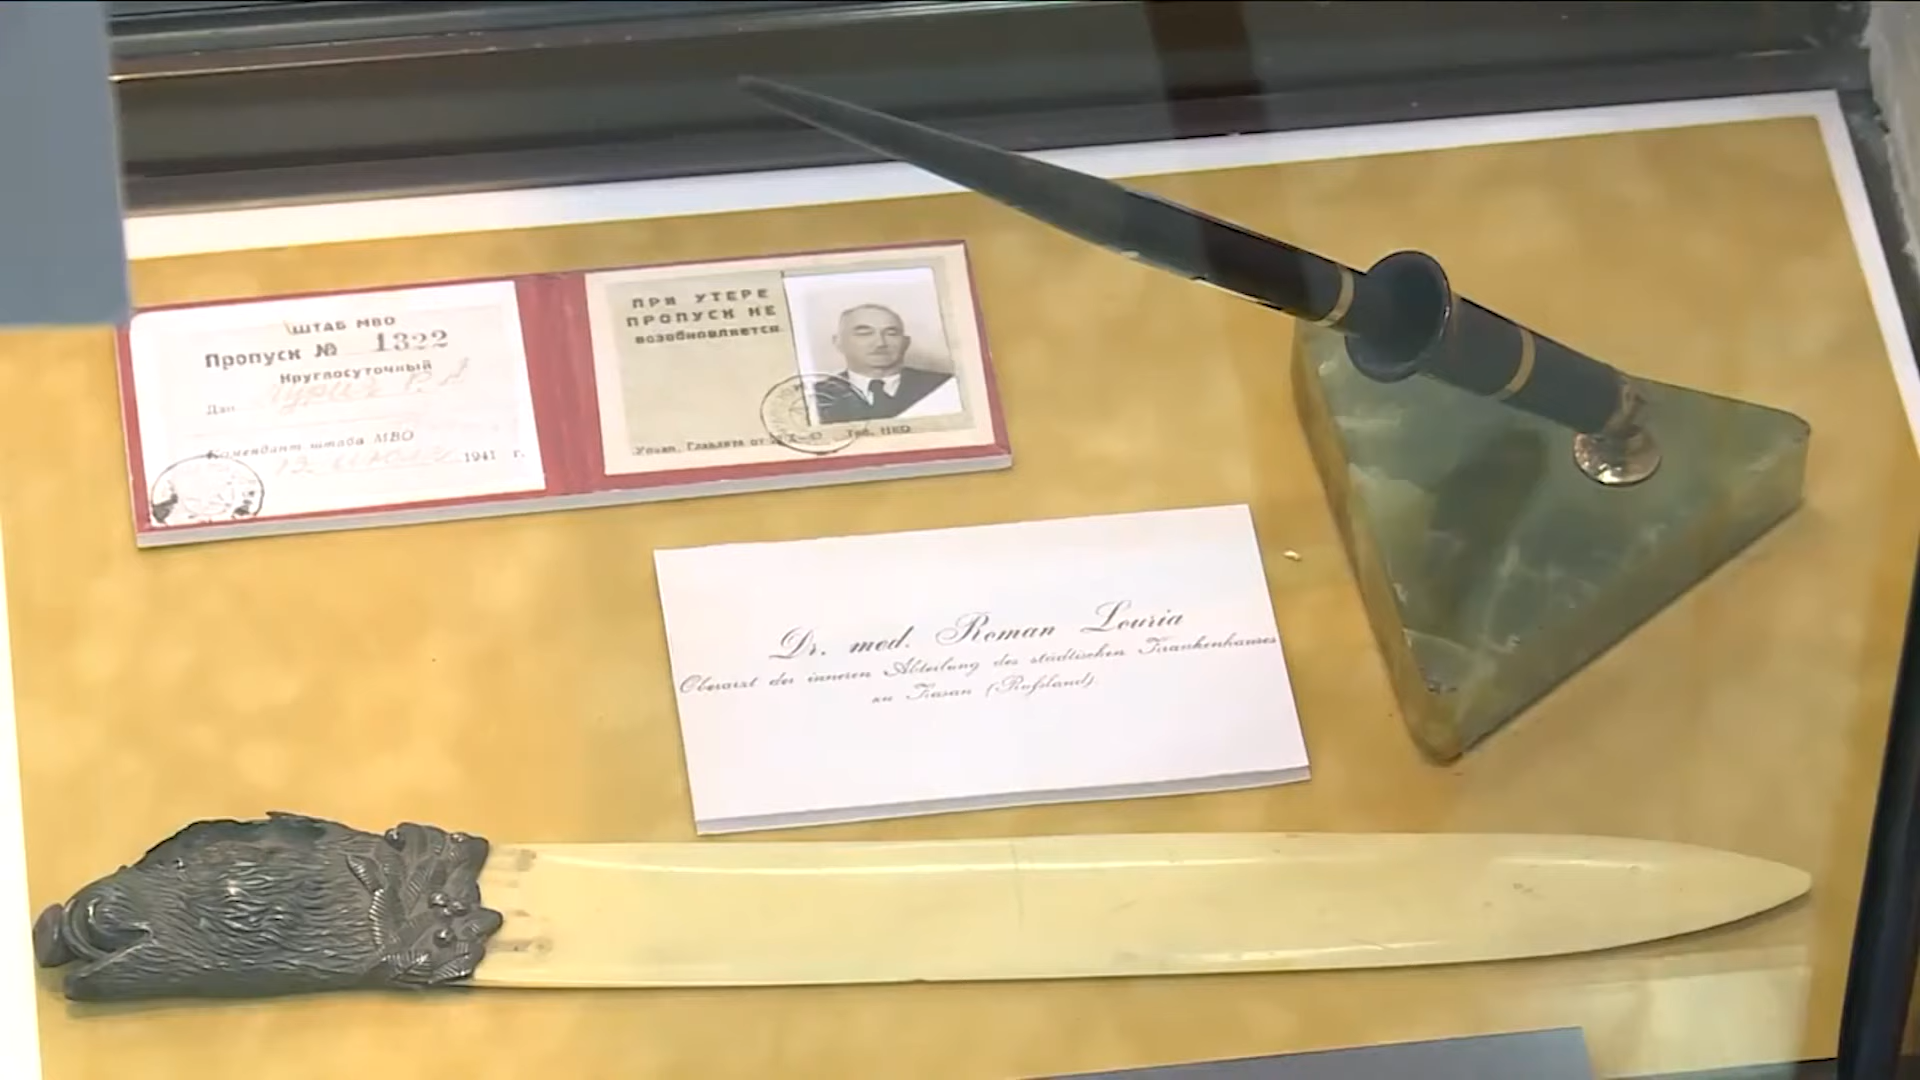 ШТАБ МВО
Пропуск № 1322
Круглосуточный
Дан Лурия Р. А
Комендант штаба МВО
1941 г.
ПРИ УТЕРЕ
ПРОПУСК НЕ
возобновляется.
Dr. med. Roman Louria
Oberarzt der inneren Abteilung des städtischen Krankenhauses
zu Kasan (Rußland)